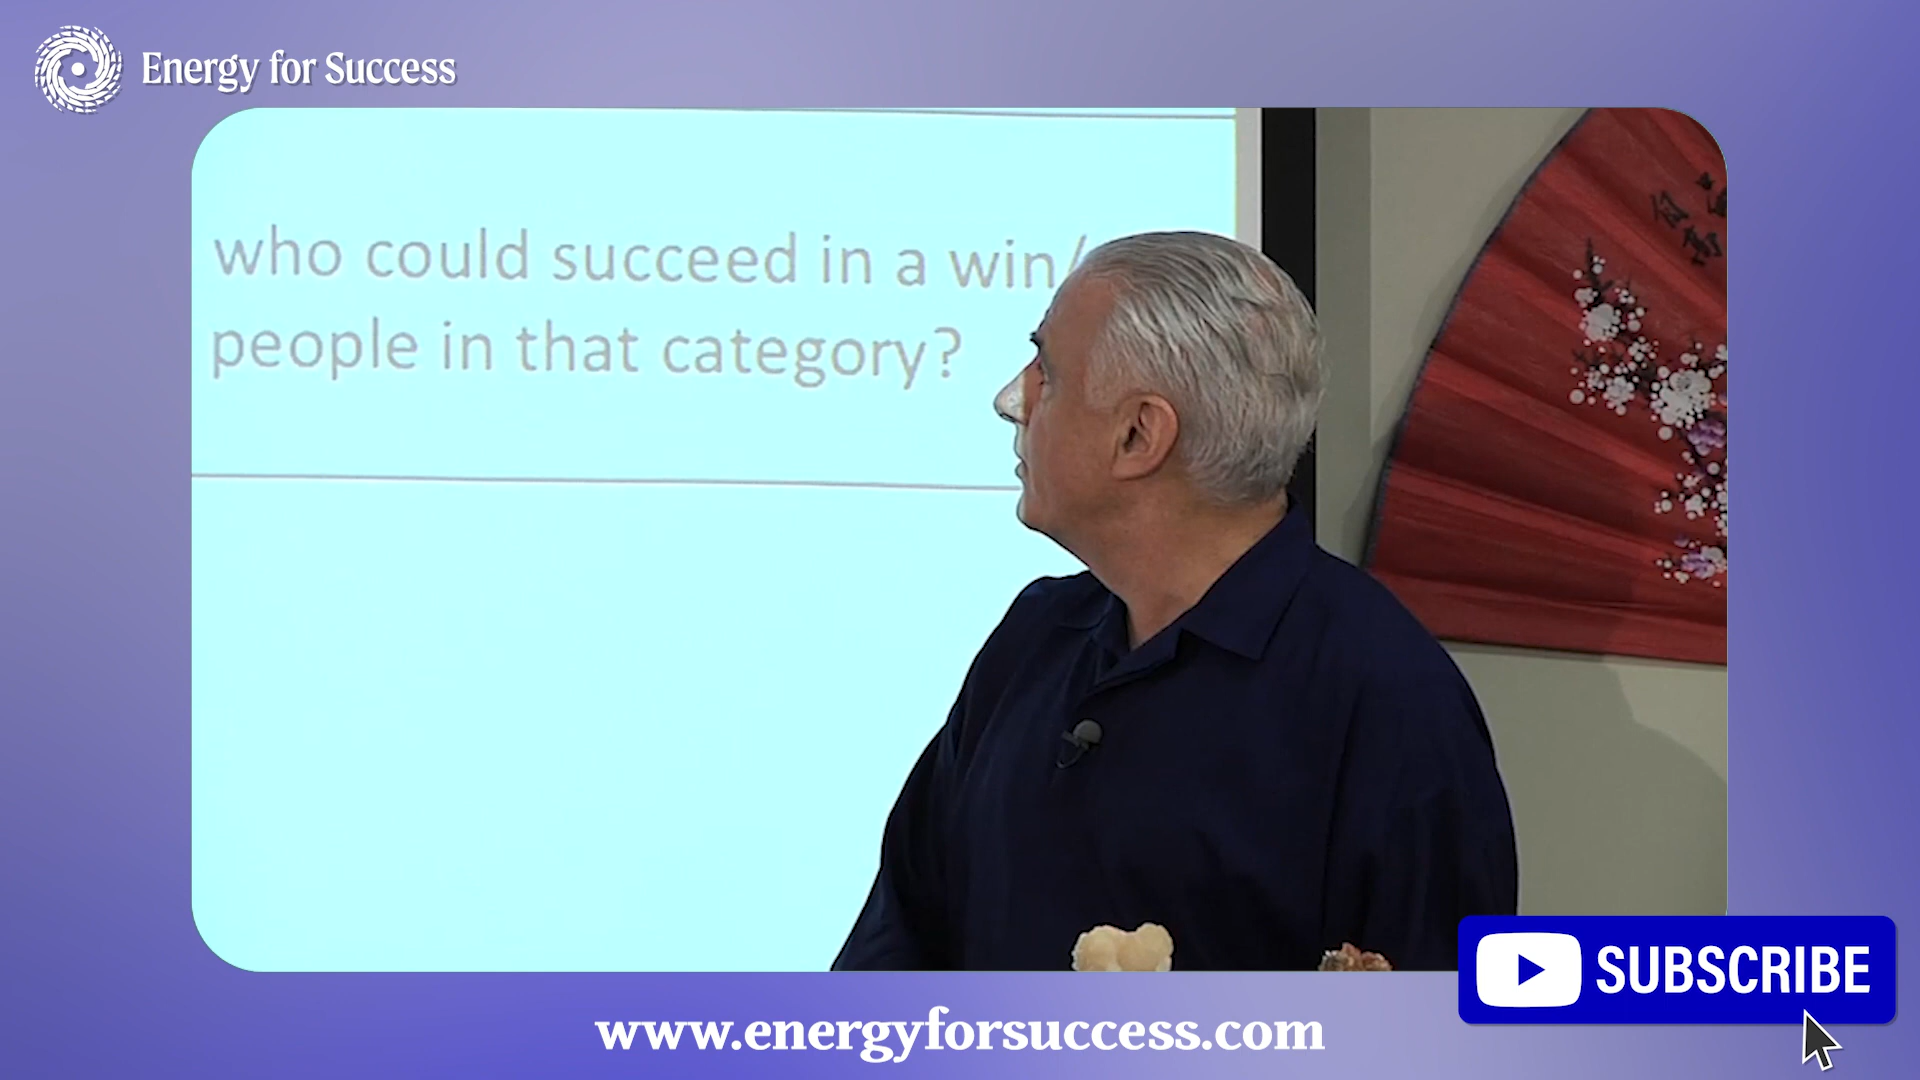 Energy for Success
who could succeed in a win/
people in that category?
SUBSCRIBE
www.energyforsuccess.com